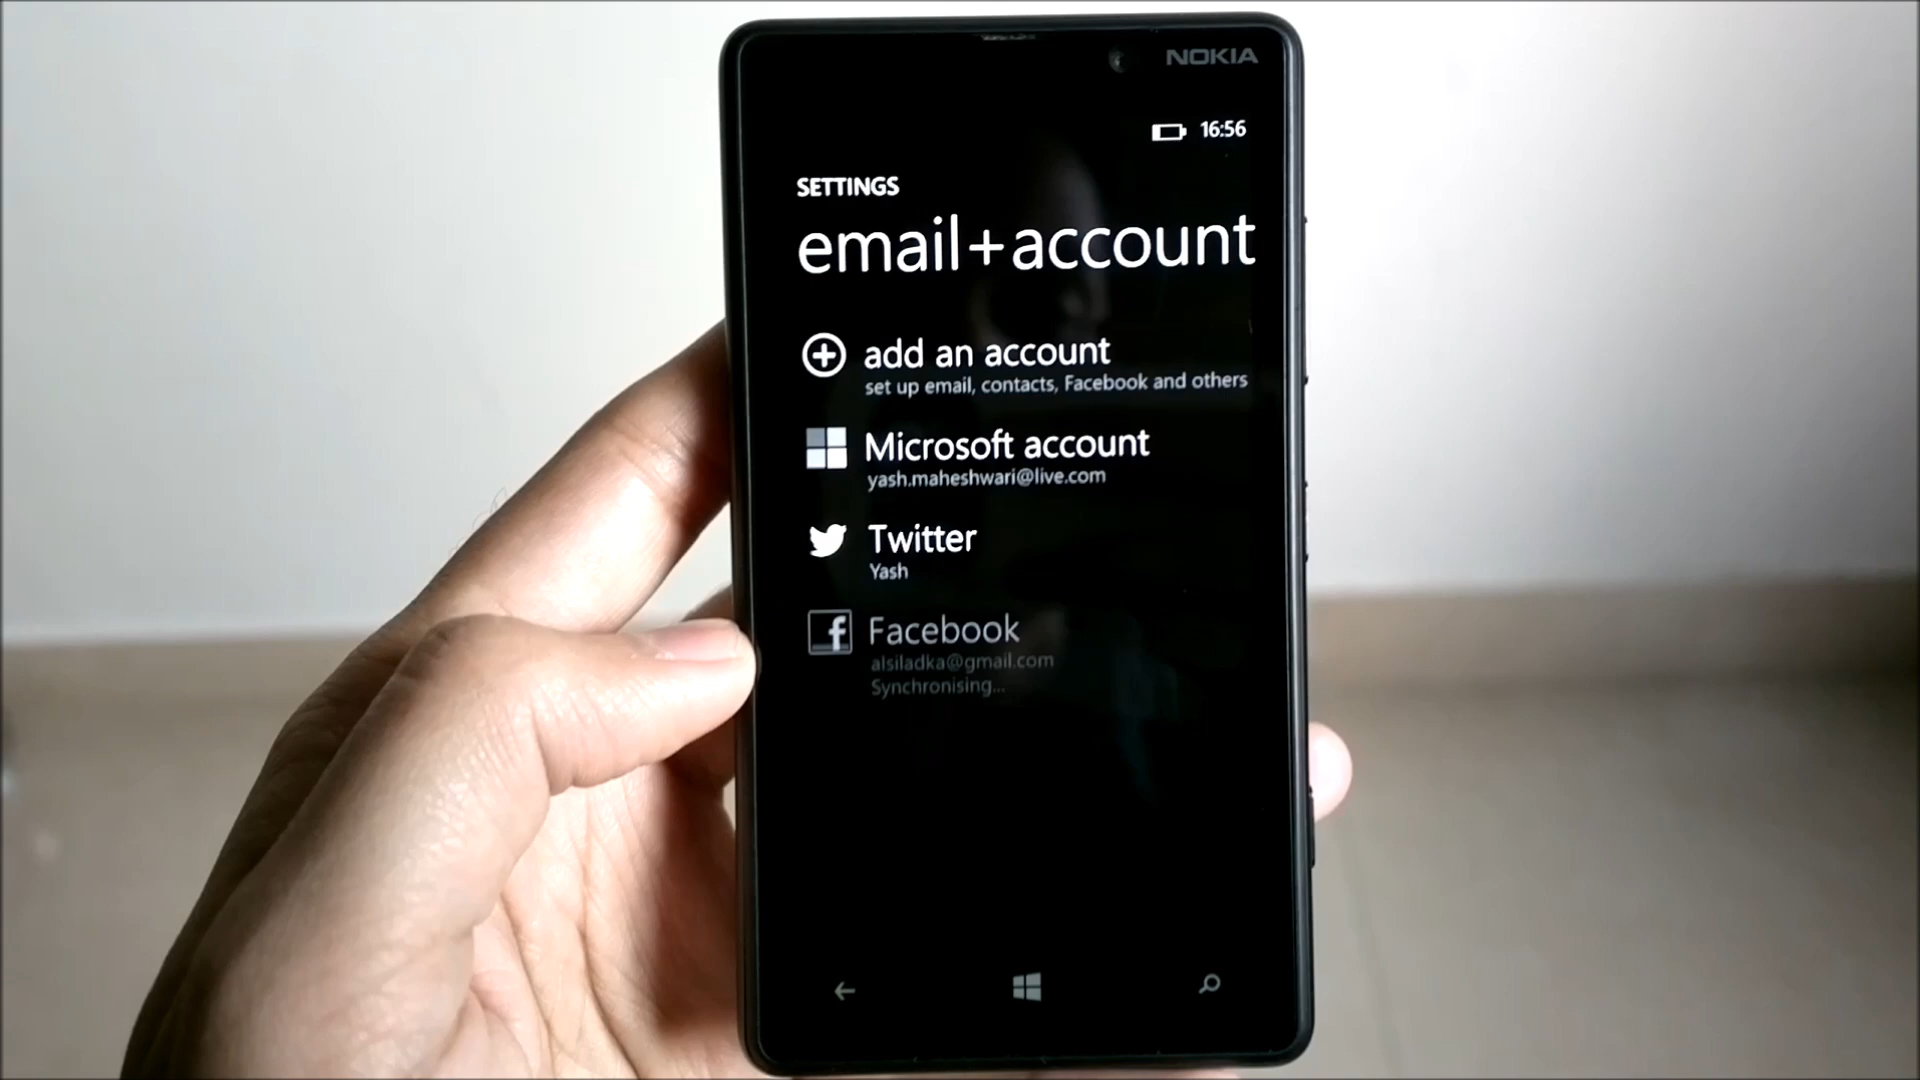 NOKIA
16:56
SETTINGS
email+account
add an account
set up email, contacts, Facebook and others
Microsoft account
yash.maheshwari@live.com
Twitter
Yash
f Facebook
alsiladka@gmail.com
Synchronising...